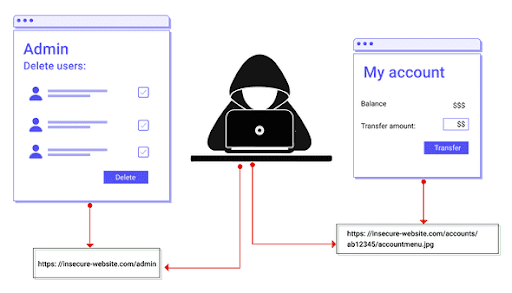 Admin
Delete users:
Delete
My account
Balance
$$$
Transfer amount:
$$
Transfer
https: //insecure-website.com/admin
https: //insecure-website.com/accounts/
ab12345/accountmenu.jpg